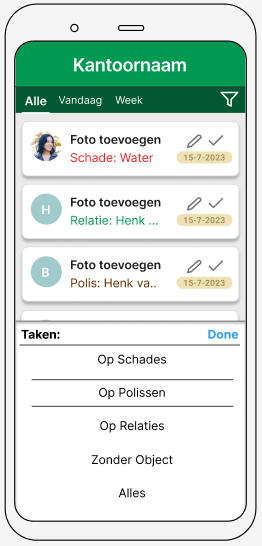 Kantoornaam
Alle Vandaag Week
Foto toevoegen
Schade: Water 15-7-2023
H Foto toevoegen
Relatie: Henk ... 15-7-2023
B Foto toevoegen
Polis: Henk va.. 15-7-2023
Taken: Done
Op Schades
Op Polissen
Op Relaties
Zonder Object
Alles